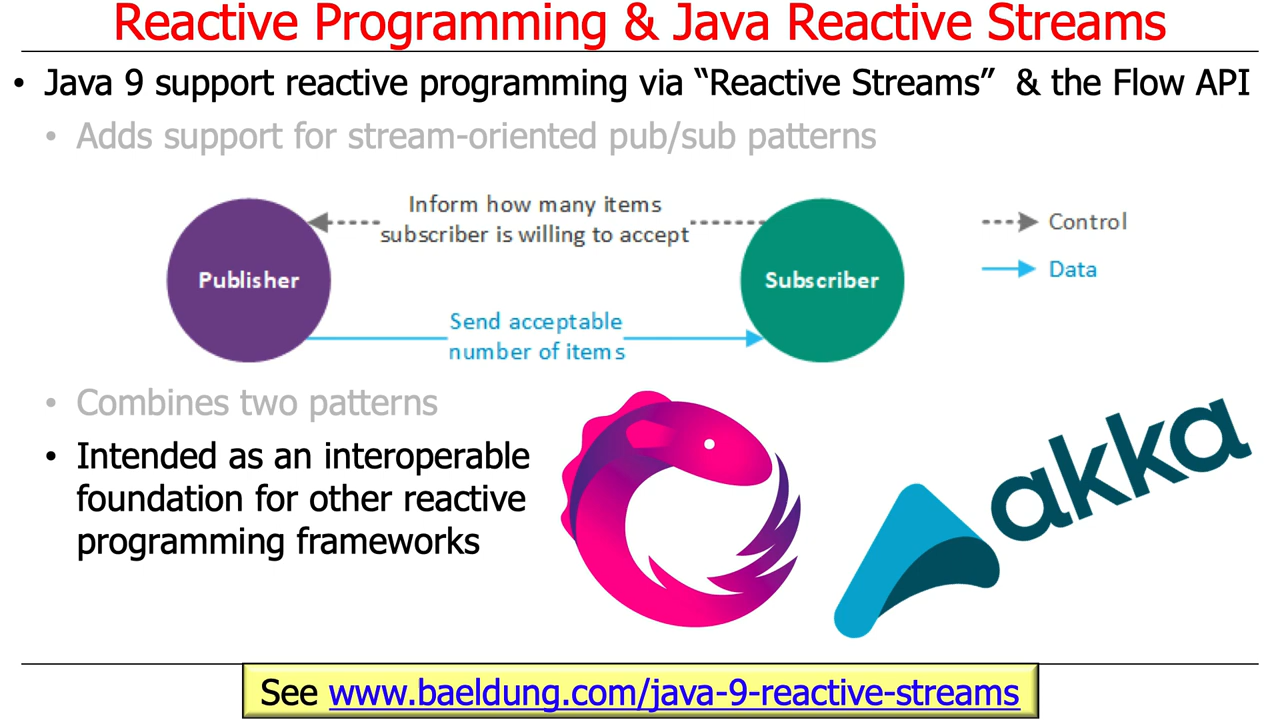 Reactive Programming & Java Reactive Streams
• Java 9 support reactive programming via “Reactive Streams” & the Flow API
• Adds support for stream-oriented pub/sub patterns
Inform how many items
subscriber is willing to accept
Control
Publisher
Subscriber
Data
Send acceptable
number of items
• Combines two patterns
• Intended as an interoperable
foundation for other reactive
programming frameworks
akka
See www.baeldung.com/java-9-reactive-streams